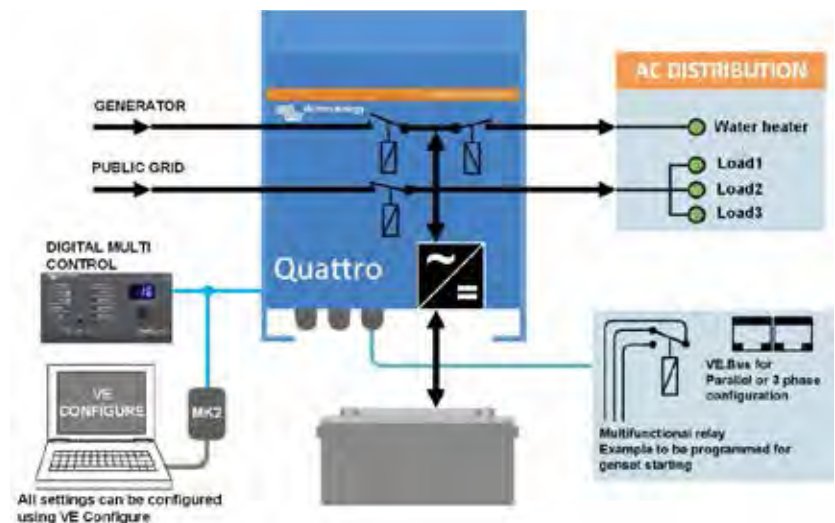 GENERATOR
PUBLIC GRID
AC DISTRIBUTION
Water heater
Load1
Load2
Load3
DIGITAL MULTI
CONTROL
Quattro
VE
CONFIGURE
MK2
All settings can be configured
using VE Configure
VE.Bus for
Parallel or 3 phase
configuration
Multifunctional relay
Example to be programmed for
genset starting